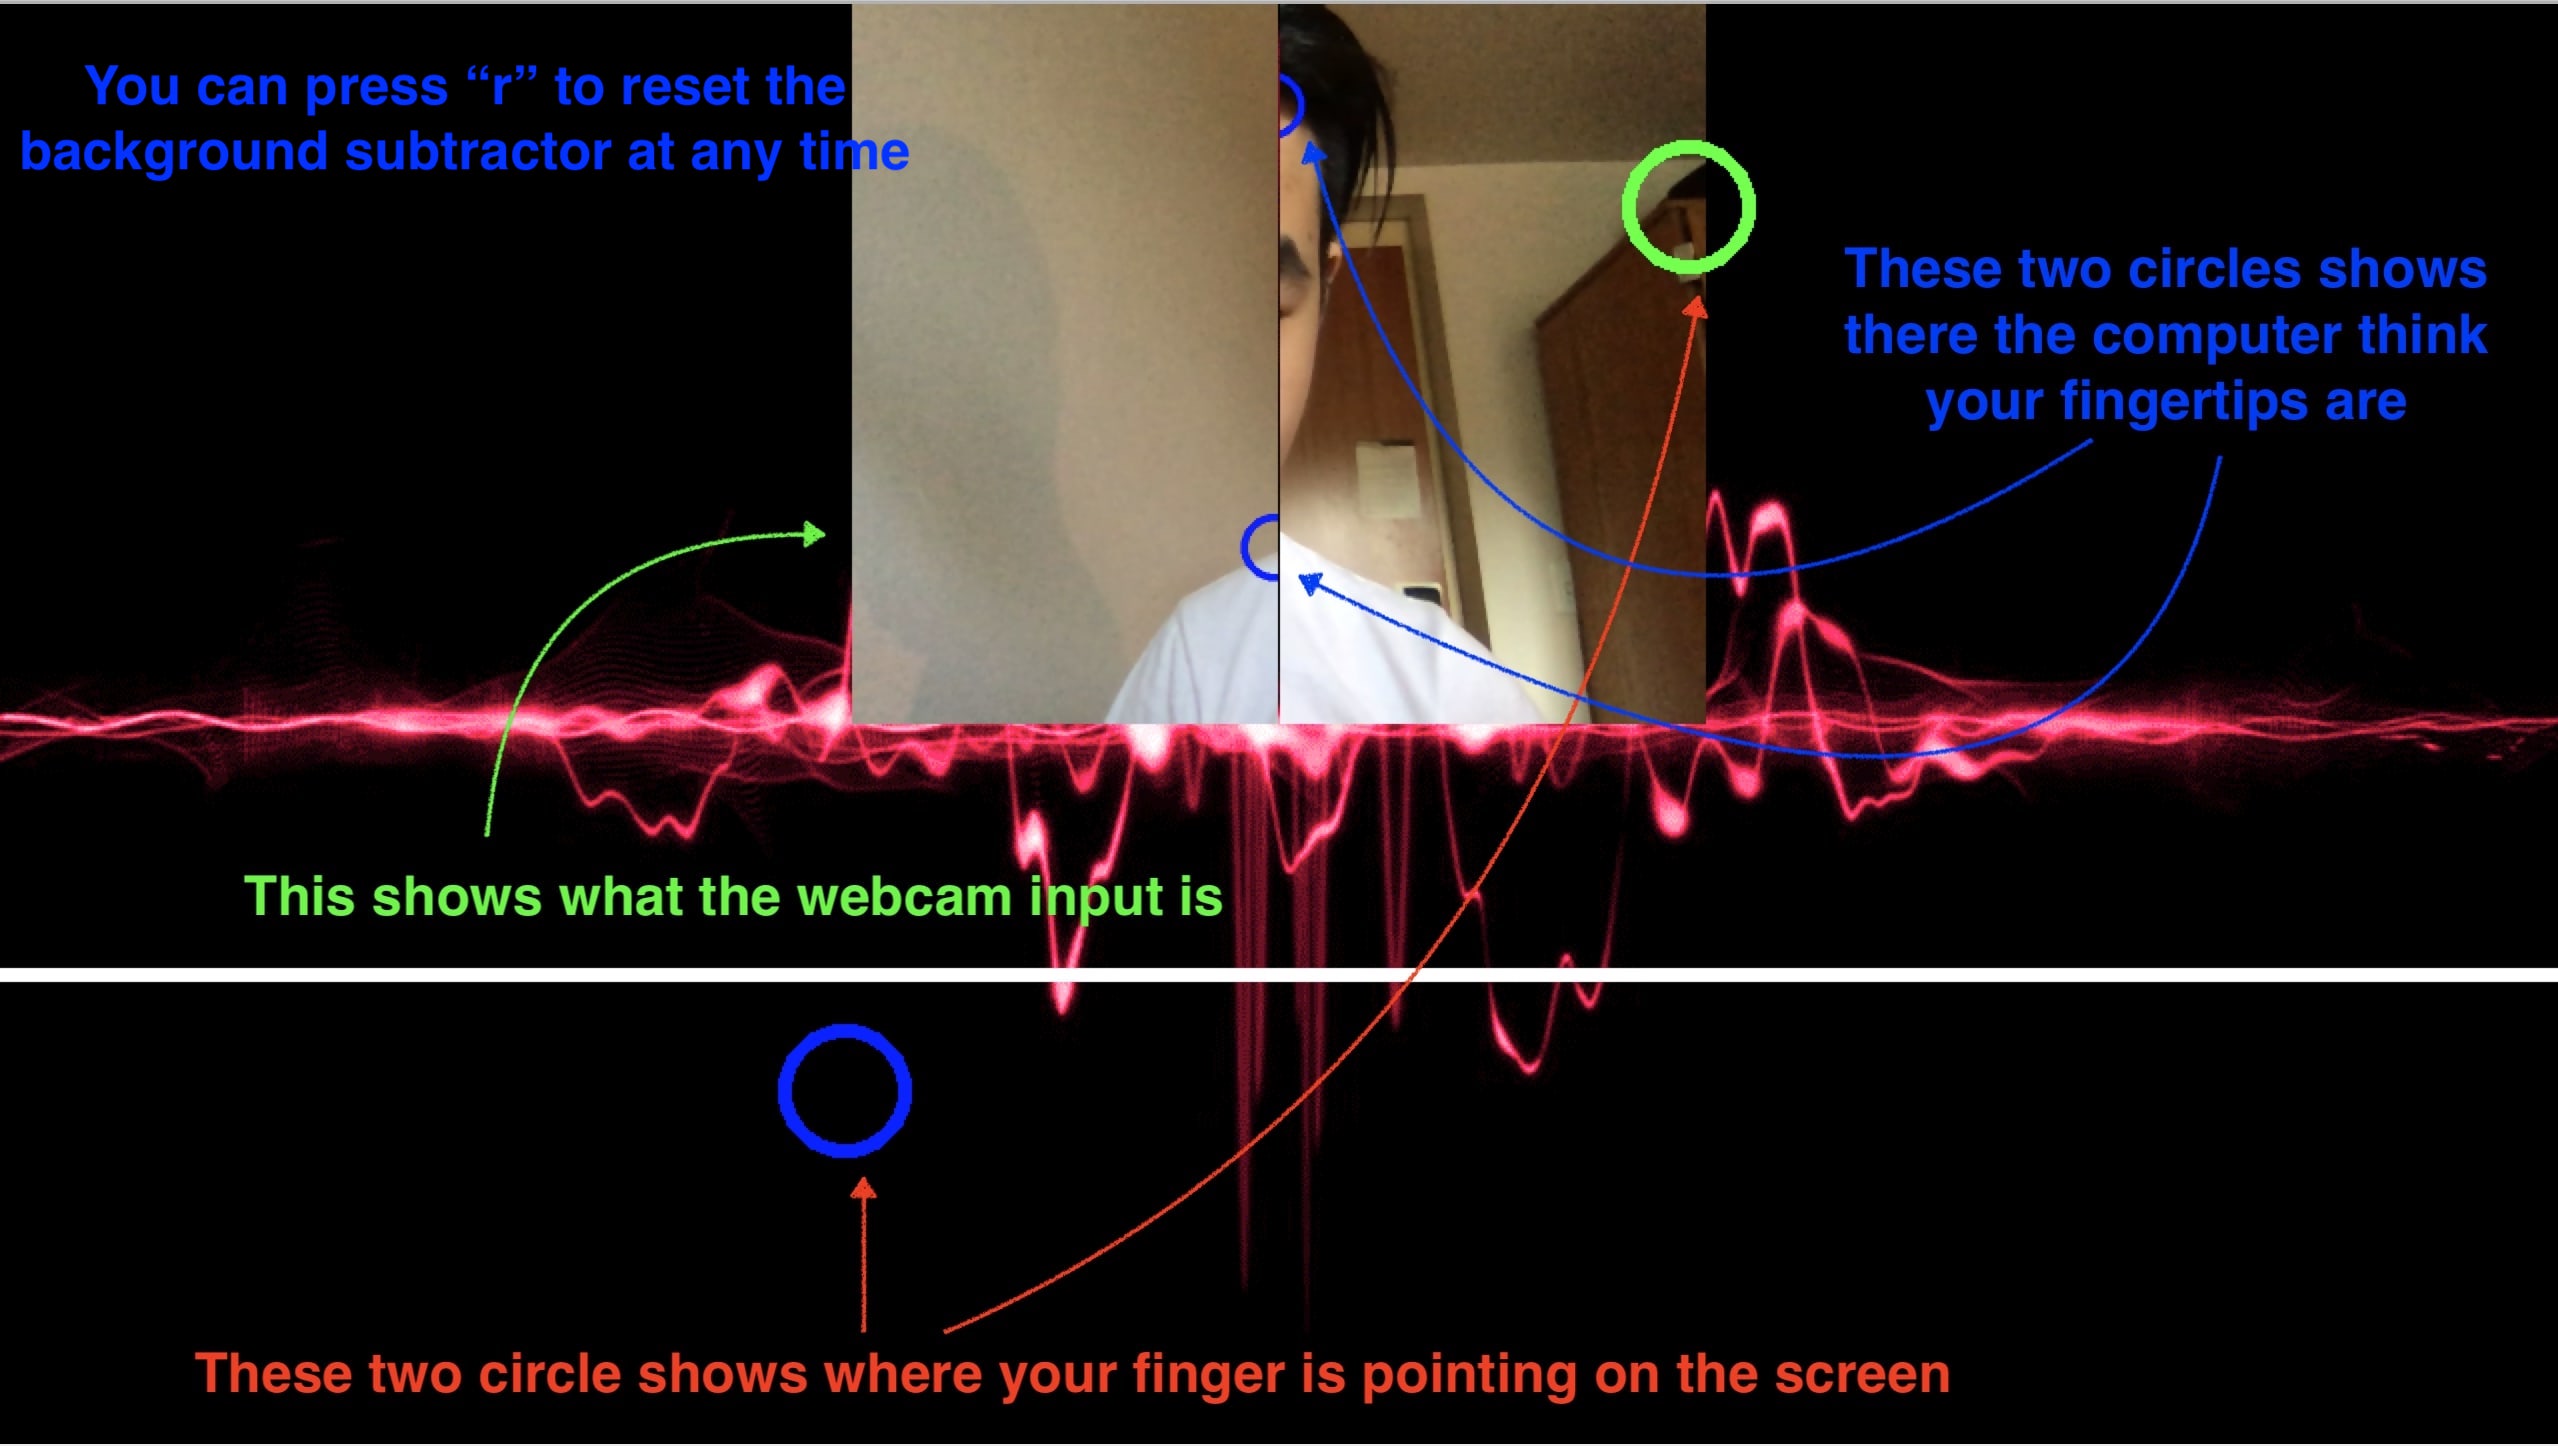 You can press “r” to reset the
background subtractor at any time
These two circles shows
there the computer think
your fingertips are
This shows what the webcam input is
These two circle shows where your finger is pointing on the screen